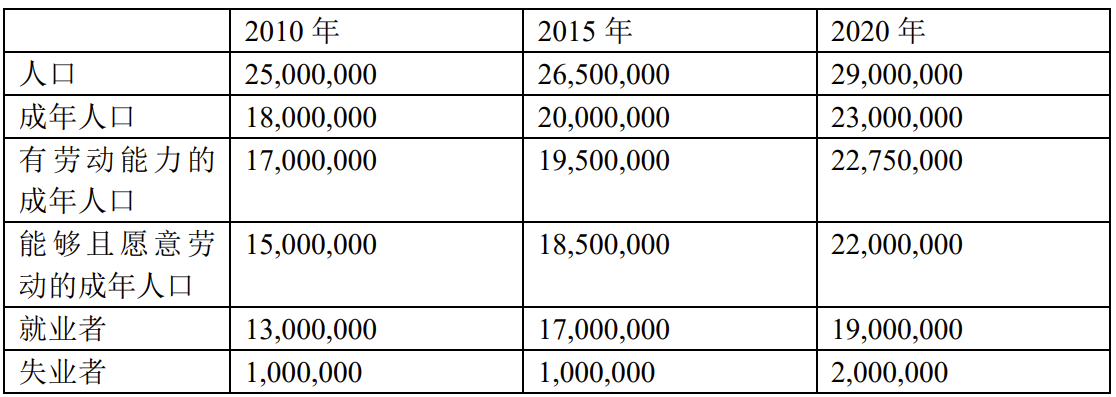 2010 年 2015 年 2020 年
人口 25,000,000 26,500,000 29,000,000
成年人口 18,000,000 20,000,000 23,000,000
有劳动能力的 17,000,000 19,500,000 22,750,000
成年人口
能够且愿意劳 15,000,000 18,500,000 22,000,000
动的成年人口
就业者 13,000,000 17,000,000 19,000,000
失业者 1,000,000 1,000,000 2,000,000